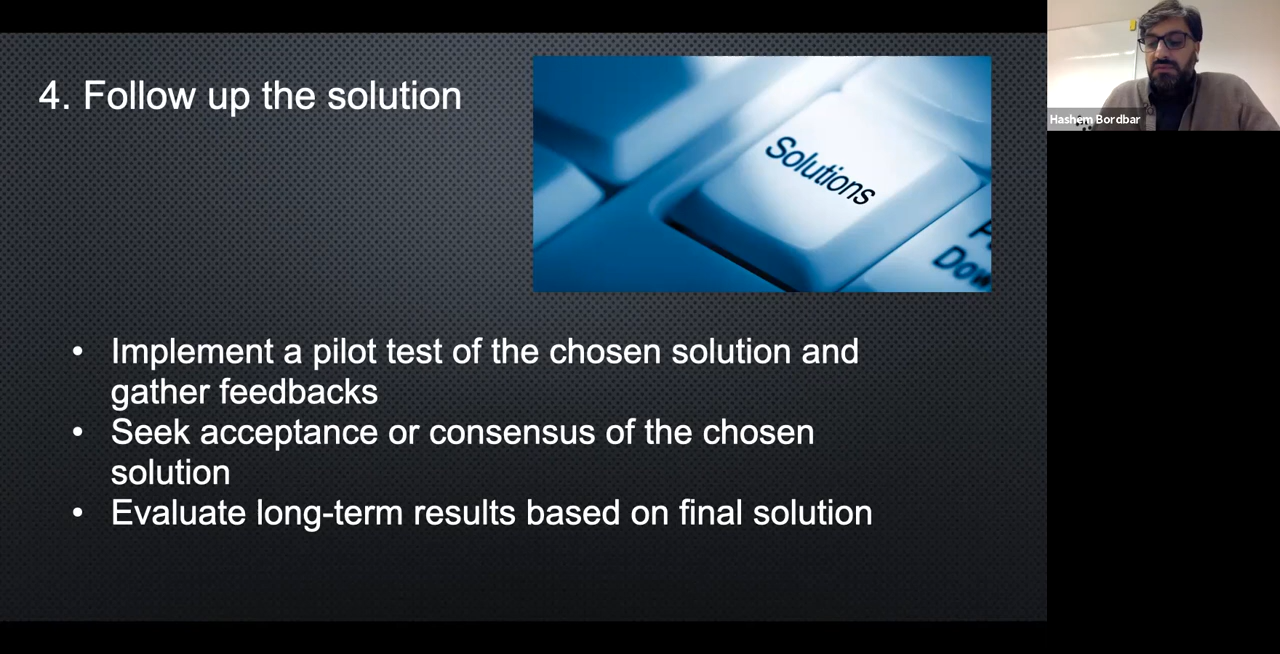 4. Follow up the solution
Solutions
Dow
• Implement a pilot test of the chosen solution and
gather feedbacks
• Seek acceptance or consensus of the chosen
solution
• Evaluate long-term results based on final solution
Hashem Bordbar